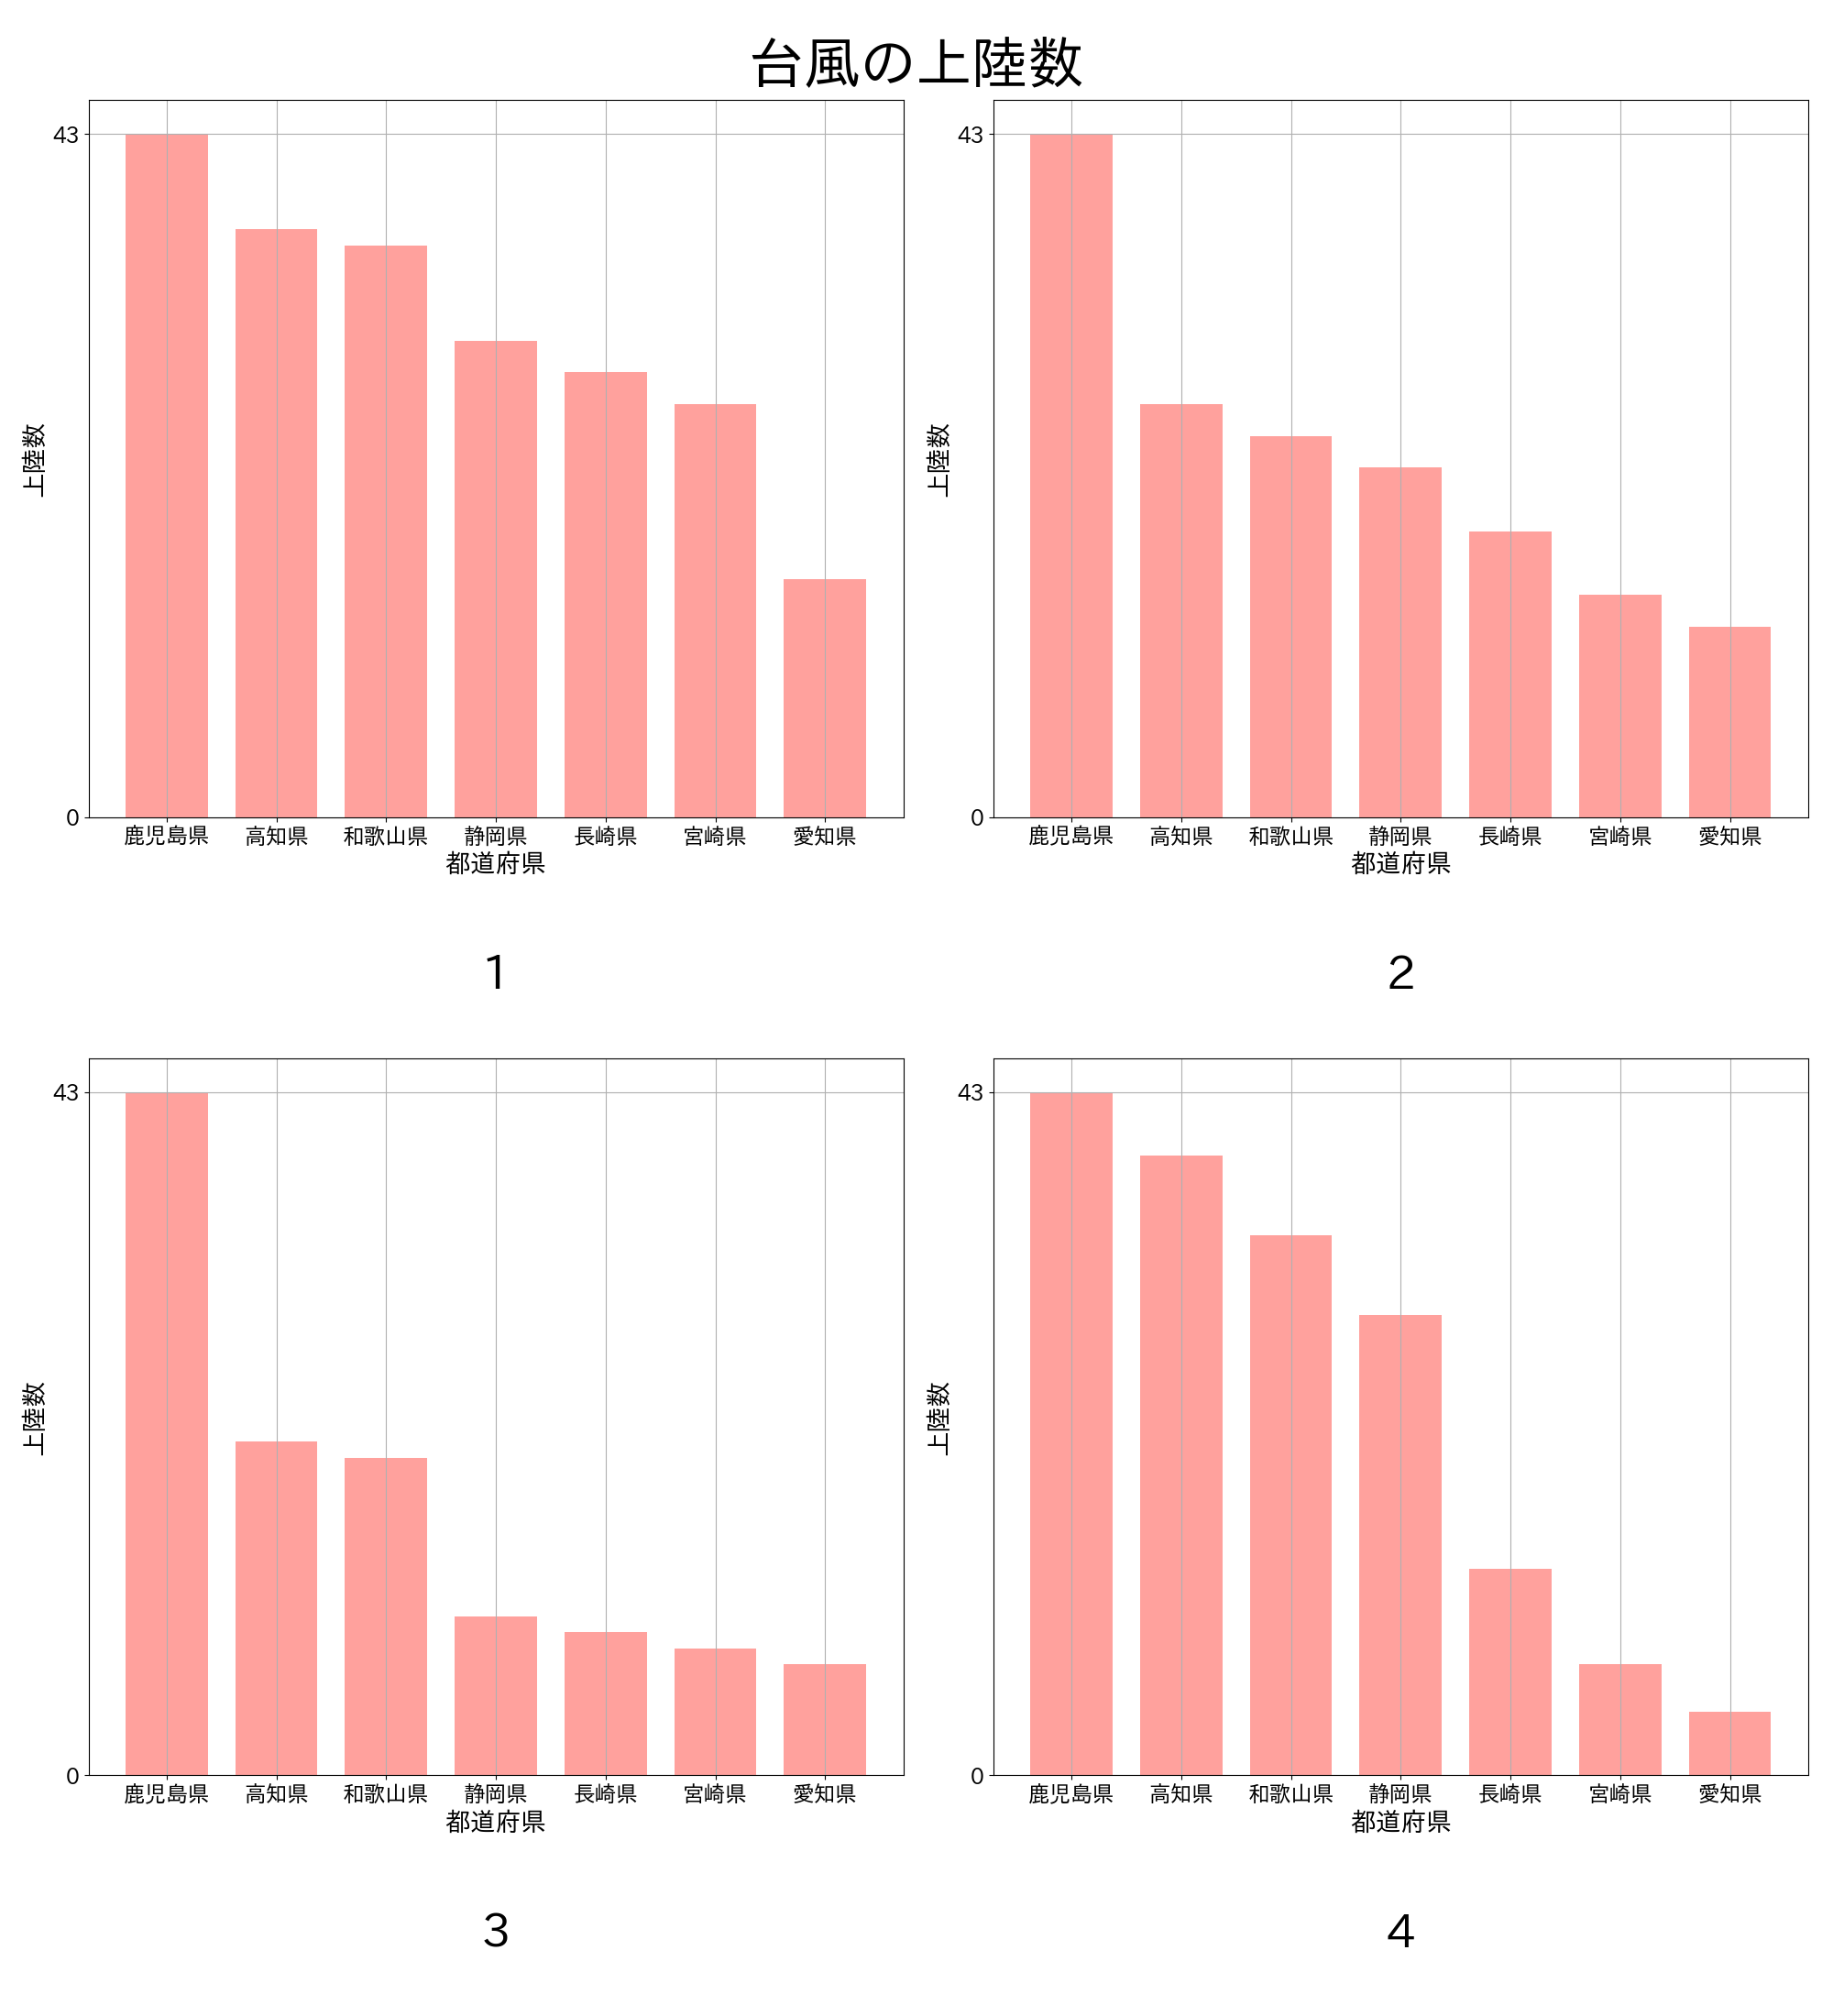 台風の上陸数
43
0
上陸数
鹿児島県 高知県 和歌山県 静岡県 長崎県 宮崎県 愛知県
都道府県
1
43
0
上陸数
鹿児島県 高知県 和歌山県 静岡県 長崎県 宮崎県 愛知県
都道府県
2
43
0
上陸数
鹿児島県 高知県 和歌山県 静岡県 長崎県 宮崎県 愛知県
都道府県
3
43
0
上陸数
鹿児島県 高知県 和歌山県 静岡県 長崎県 宮崎県 愛知県
都道府県
4